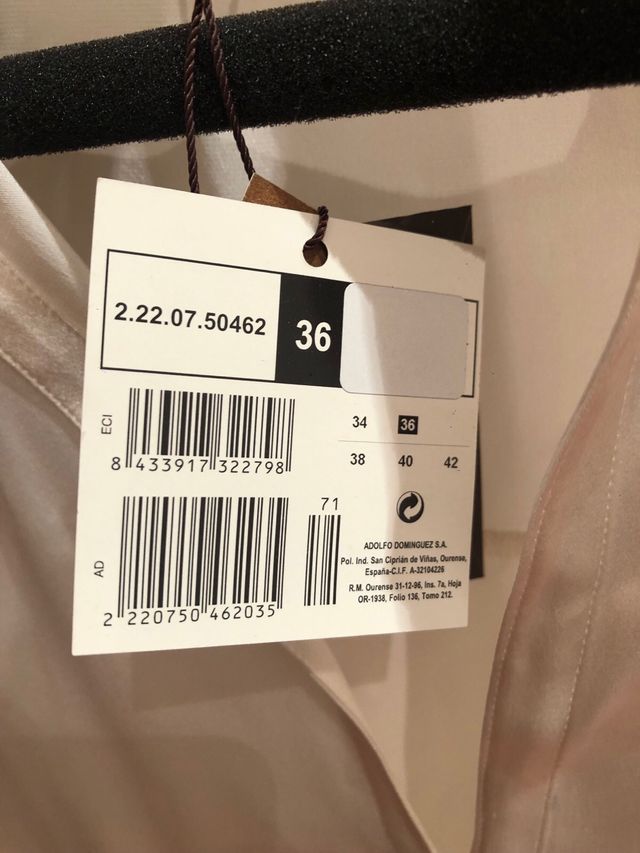 2.22.07.50462 36
ECI
8 433917 322798
34 36
38 40 42
71
AD
2 220750 462035
ADOLFO DOMINGUEZ S.A.
Pol. Ind. San Ciprián de Viñas, Ourense,
España-C.I.F. A-32104226
R.M. Ourense 31-12-96, Ins. 7a, Hoja
OR-1938, Folio 136, Tomo 212.